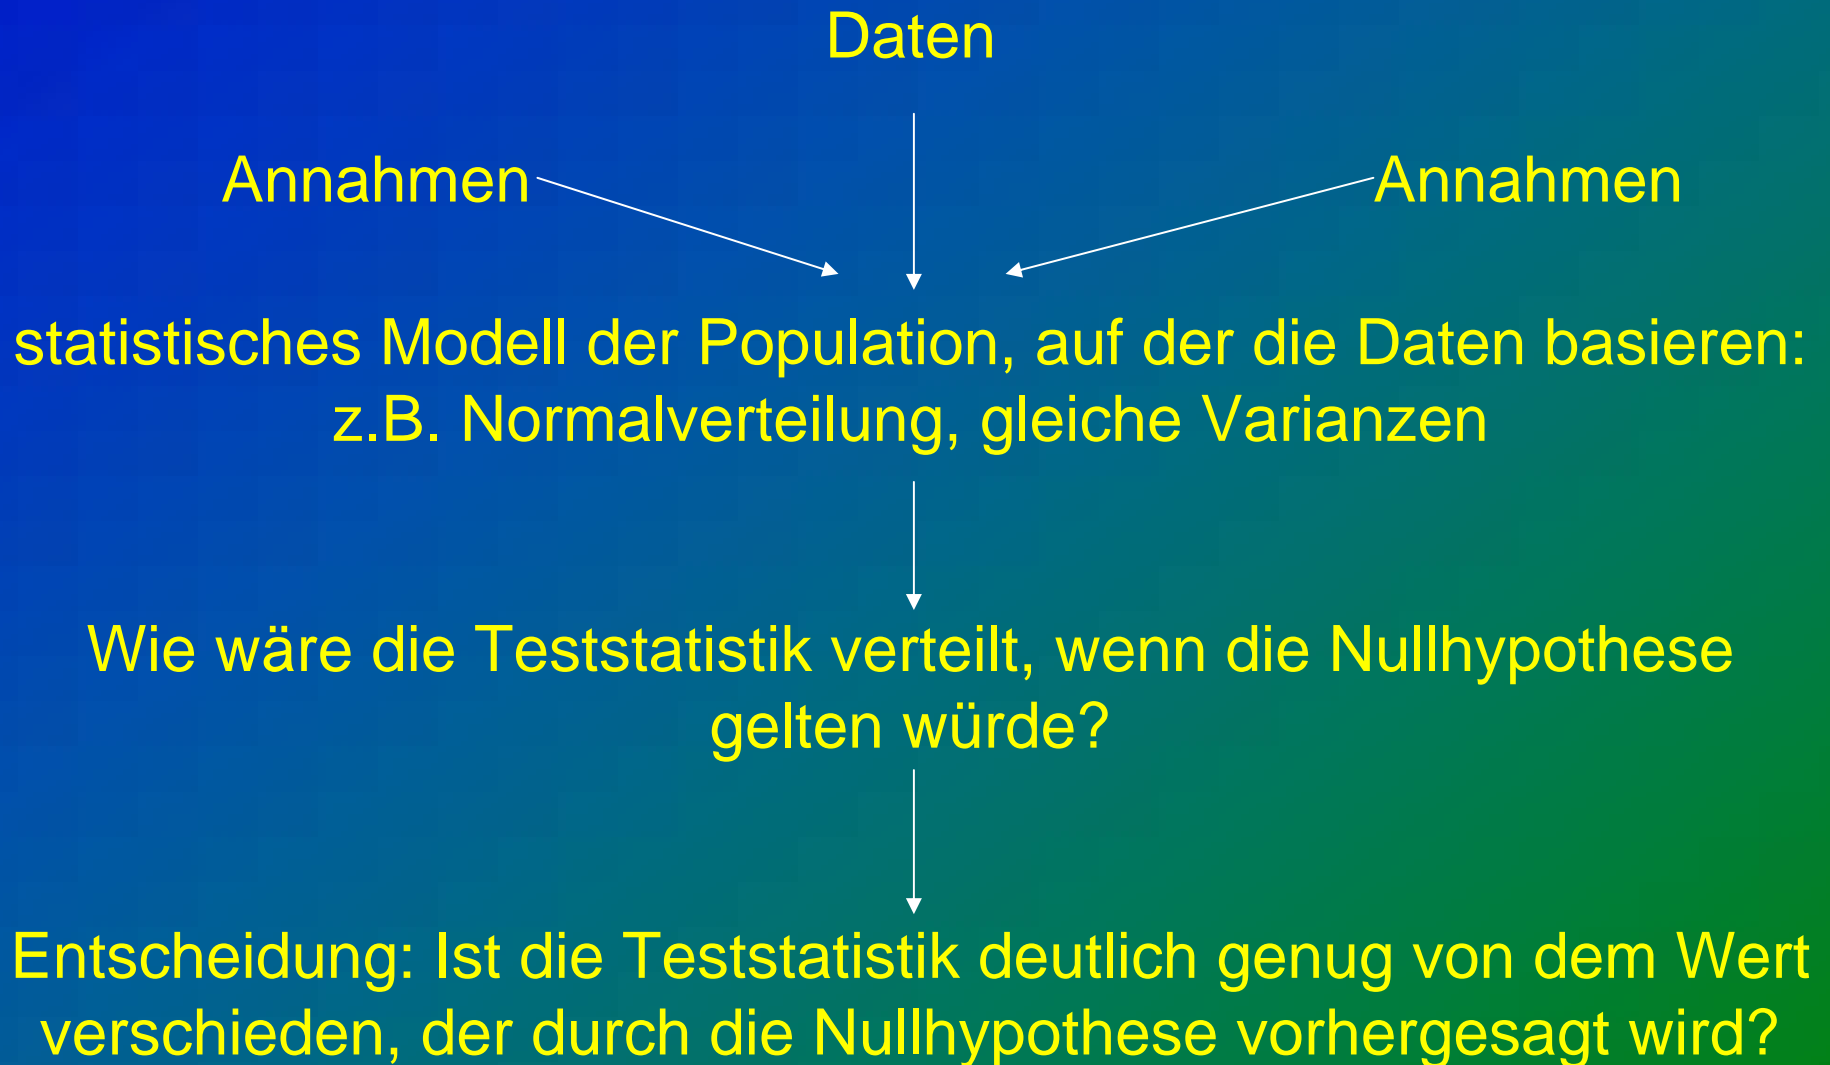 Daten
Annahmen
Annahmen
statistisches Modell der Population, auf der die Daten basieren:
z.B. Normalverteilung, gleiche Varianzen
Wie wäre die Teststatistik verteilt, wenn die Nullhypothese
gelten würde?
Entscheidung: Ist die Teststatistik deutlich genug von dem Wert
verschieden, der durch die Nullhypothese vorhergesagt wird?